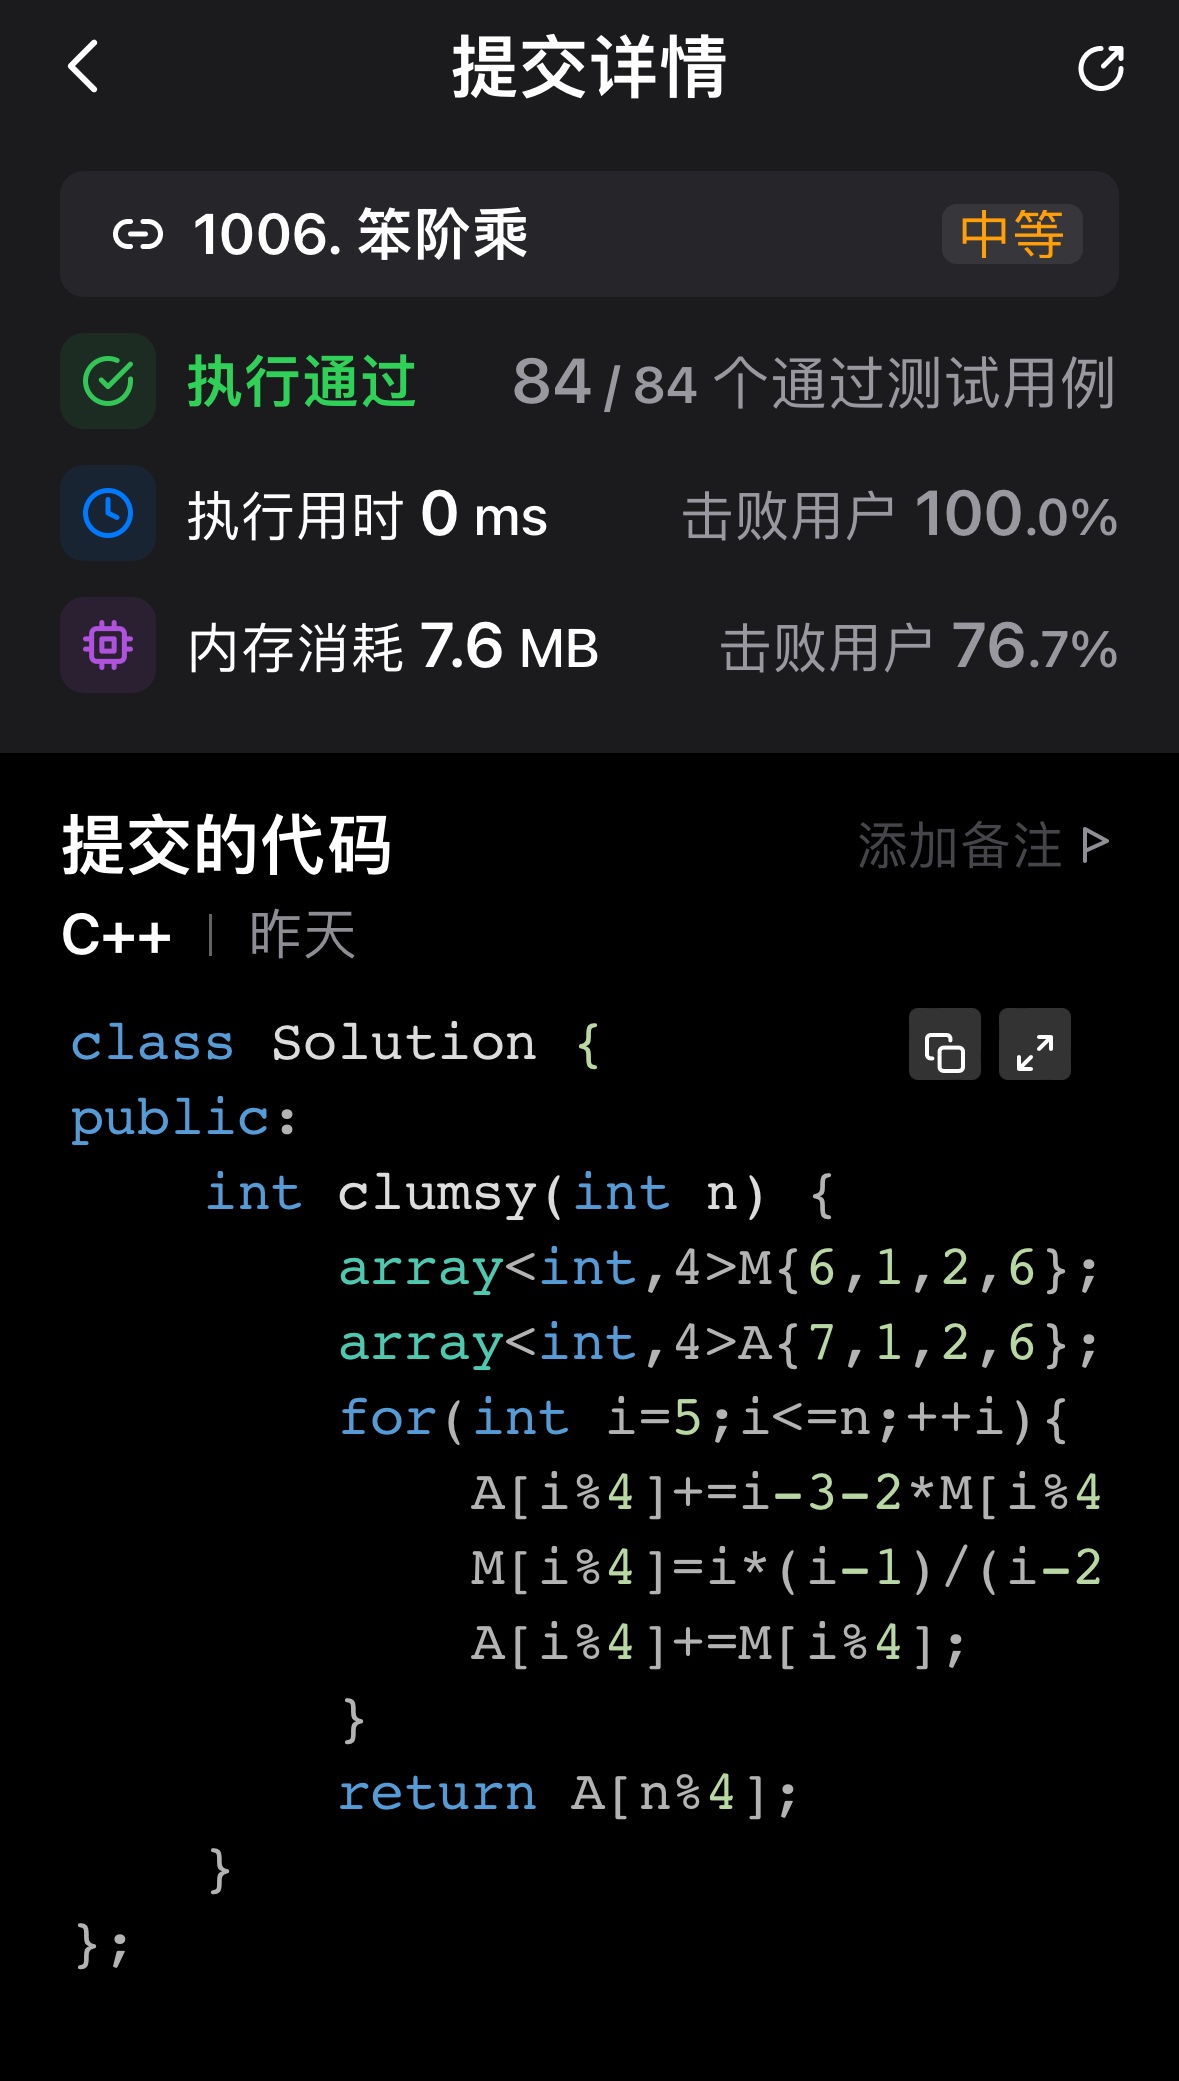 提交详情
1006. 笨阶乘 中等
执行通过 84 / 84 个通过测试用例
执行用时 0 ms 击败用户 100.0%
内存消耗 7.6 MB 击败用户 76.7%
提交的代码 添加备注
C++ 昨天
class Solution {
public:
    int clumsy(int n) {
        array<int,4>M{6,1,2,6};
        array<int,4>A{7,1,2,6};
        for(int i=5;i<=n;++i){
            A[i%4]+=i-3-2*M[i%4
            M[i%4]=i*(i-1)/(i-2
            A[i%4]+=M[i%4];
        }
        return A[n%4];
    }
};